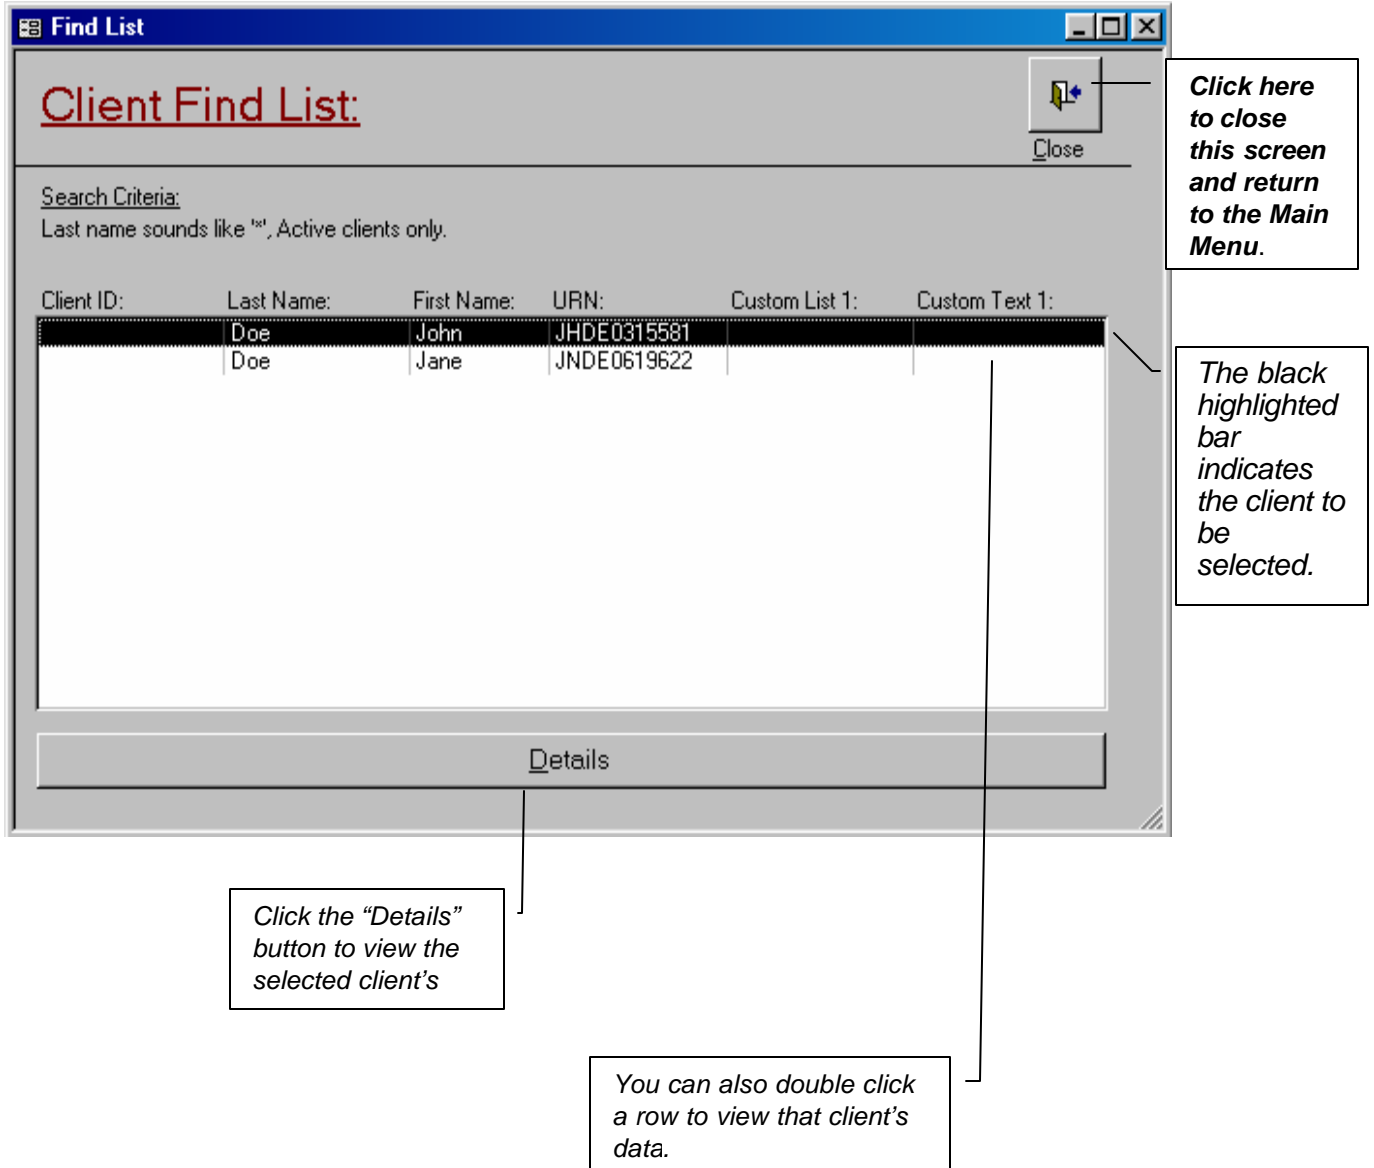 Find List
Client Find List:
Close
Click here
to close
this screen
and return
to the Main
Menu.
Search Criteria:
Last name sounds like '*', Active clients only.
Client ID: Last Name: First Name: URN: Custom List 1: Custom Text 1:
Doe John JHDE0315581
Doe Jane JNDE0619622
The black
highlighted
bar
indicates
the client to
be
selected.
Details
Click the “Details”
button to view the
selected client’s
You can also double click
a row to view that client’s
data.